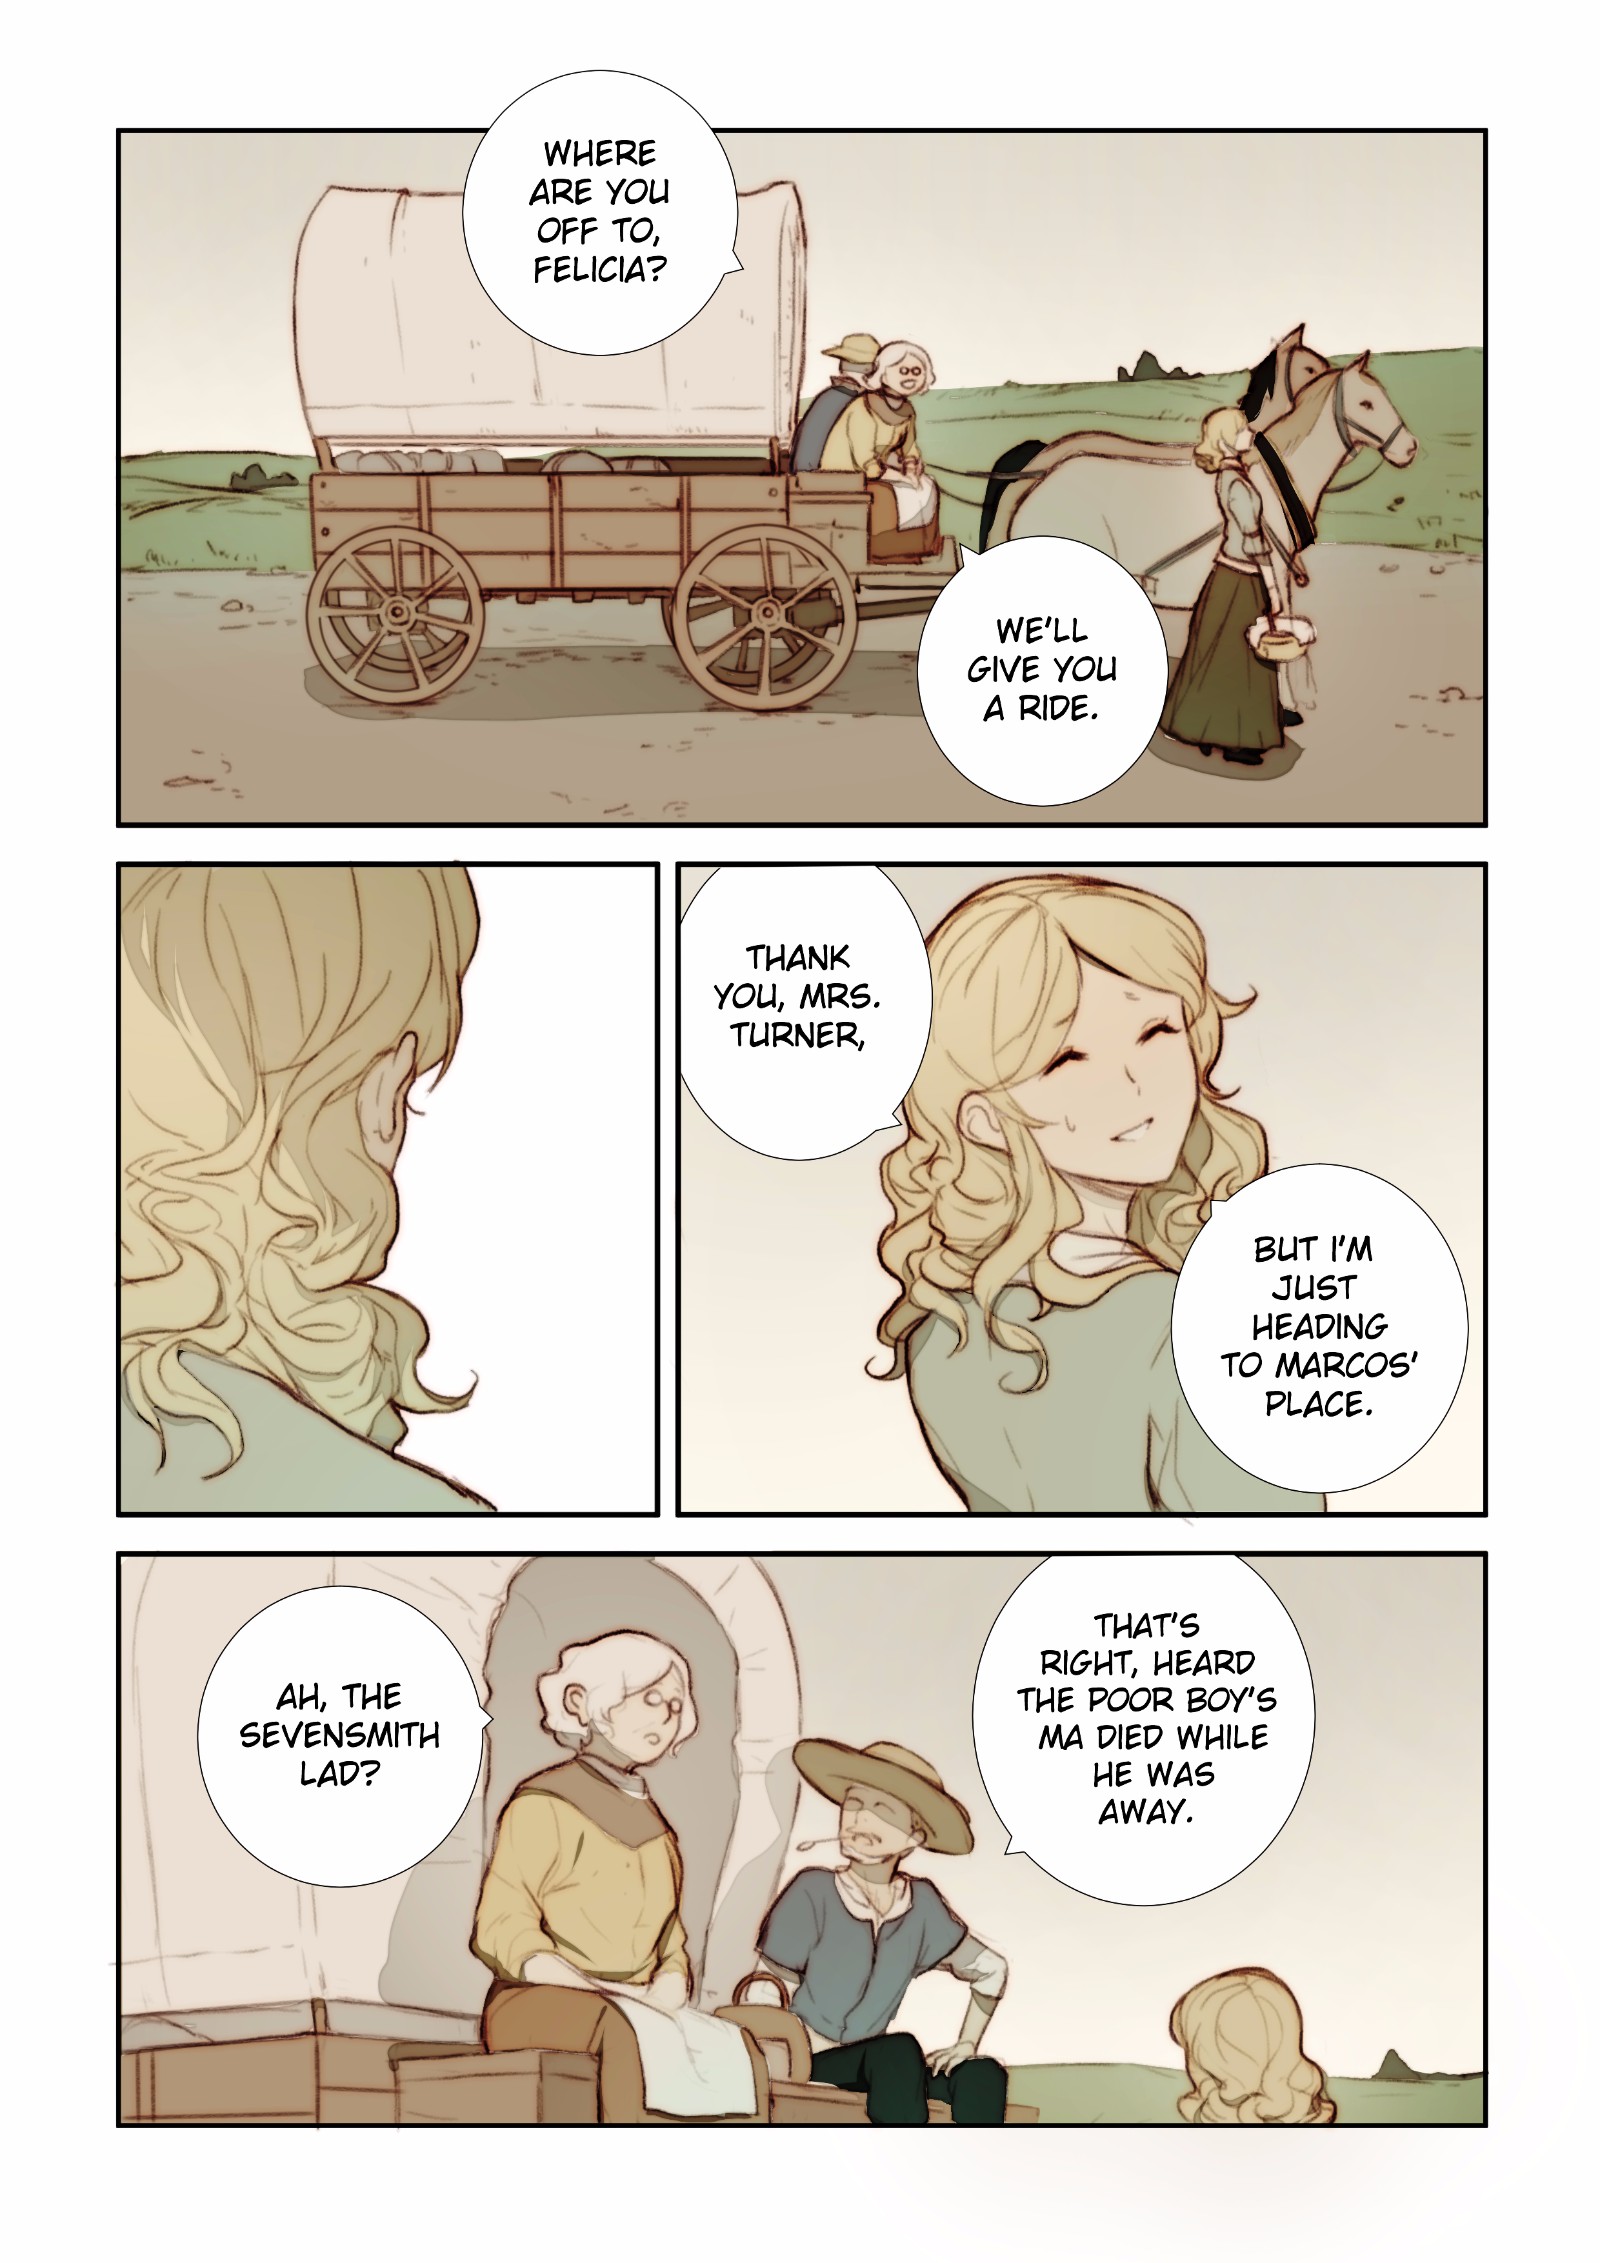 WHERE
ARE YOU
OFF TO,
FELICIA?
WE'LL
GIVE YOU
A RIDE.
THANK
YOU, MRS.
TURNER,
BUT I'M
JUST
HEADING
TO MARCOS'
PLACE.
AH, THE
SEVENSMITH
LAD?
THAT'S
RIGHT, HEARD
THE POOR BOY'S
MA DIED WHILE
HE WAS
AWAY.